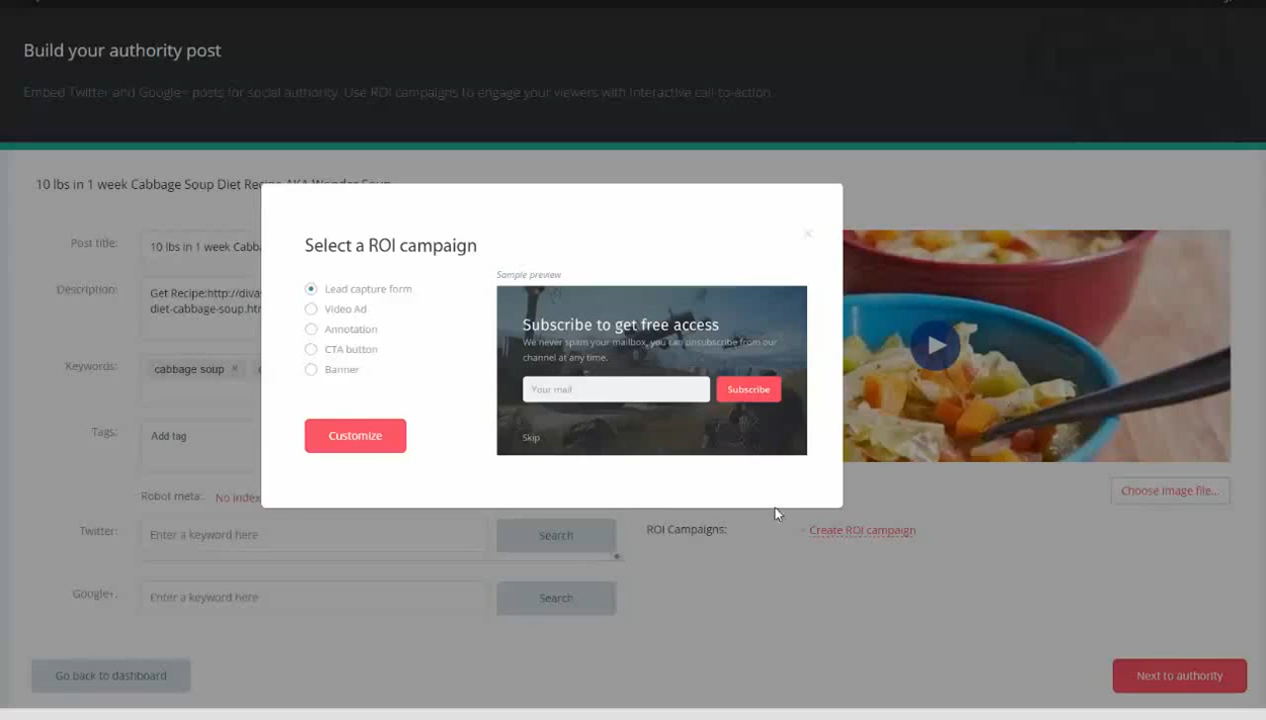 Build your authority post
Embed Twitter and Google+ posts for social authority. Use ROI campaigns to engage your viewers with interactive call-to-action.
10 lbs in 1 week Cabbage Soup Diet Recipe AKA Wonder Soup
Post title:
10 lbs in 1 week Cabb
Description:
Get Recipe:http://divas
diet-cabbage-soup.htm
Keywords:
cabbage soup ×
Tags:
Add tag
Robot meta:
No index
Twitter:
Enter a keyword here
Search
Google+:
Enter a keyword here
Search
Go back to dashboard
Select a ROI campaign
×
Lead capture form
Video Ad
Annotation
CTA button
Banner
Customize
Sample preview
Subscribe to get free access
We never spam your mailbox, you can unsubscribe from our
channel at any time.
Your mail
Subscribe
Skip
Choose image file...
ROI Campaigns:
Create ROI campaign
Next to authority